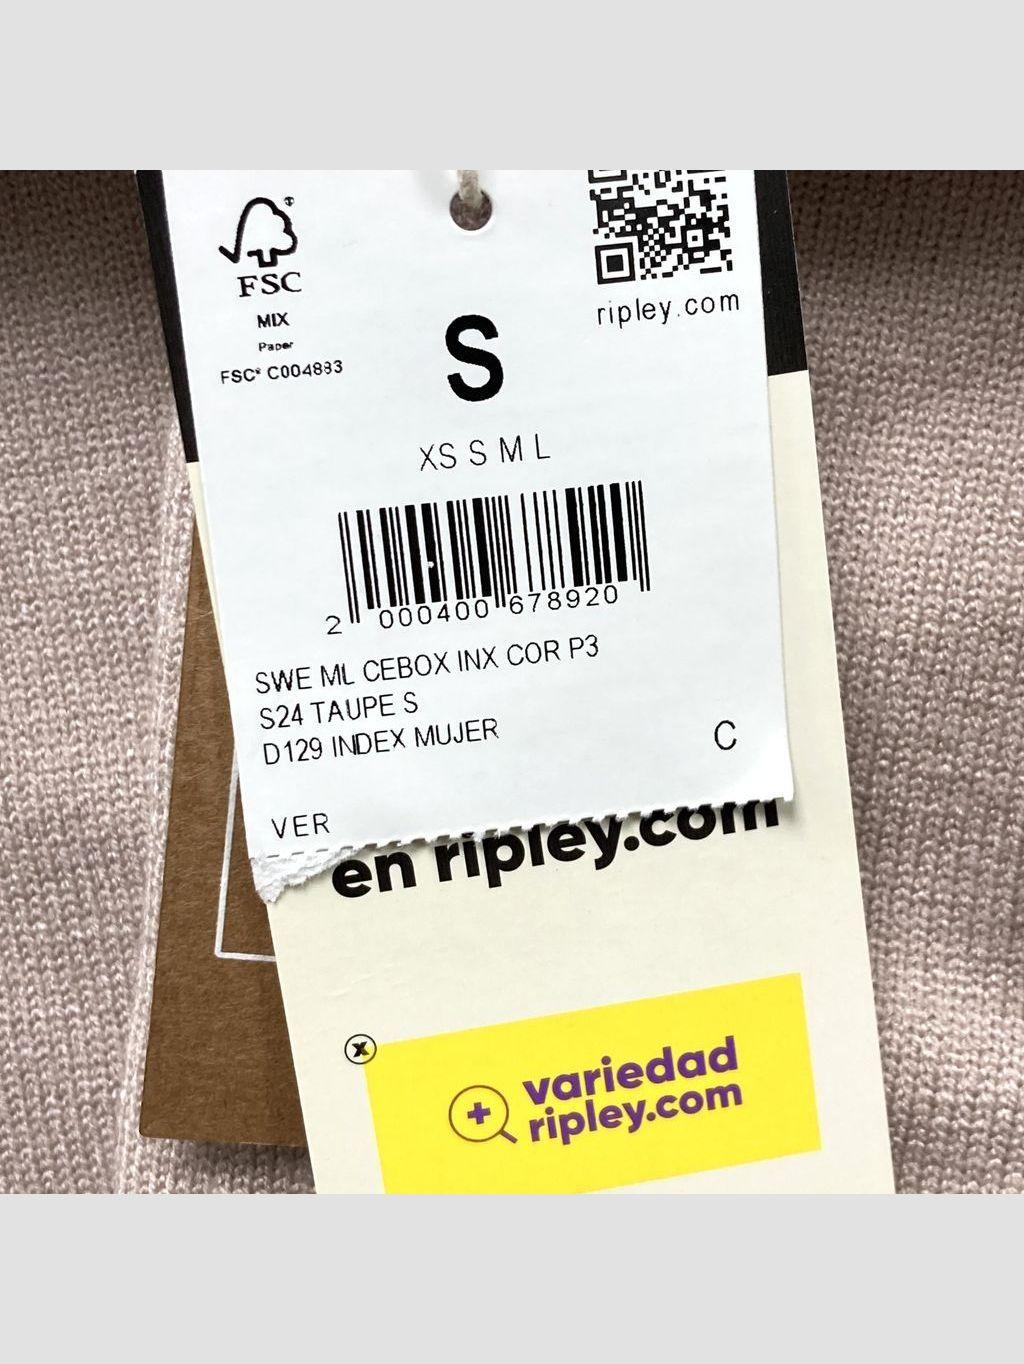 FSC
MIX
Paper
FSC® C004883
ripley.com
S
XS S M L
2 000400 678920
SWE ML CEBOX INX COR P3
S24 TAUPE S
D129 INDEX MUJER
C
VER
en ripley.com
x
variedad
ripley.com